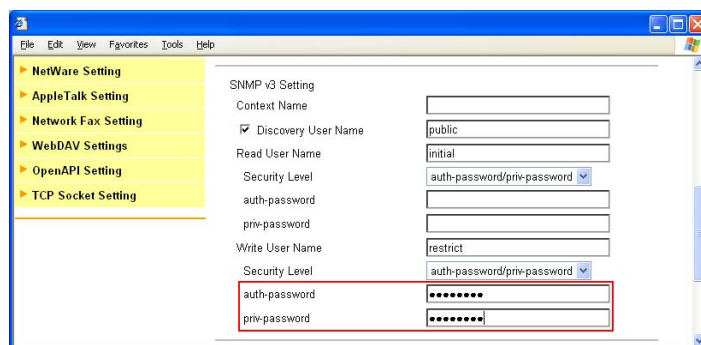 File Edit View Favorites Tools Help
NetWare Setting
AppleTalk Setting
Network Fax Setting
WebDAV Settings
OpenAPI Setting
TCP Socket Setting
SNMP v3 Setting
Context Name
Discovery User Name public
Read User Name initial
Security Level auth-password/priv-password
auth-password
priv-password
Write User Name restrict
Security Level auth-password/priv-password
auth-password ●●●●●●●●
priv-password ●●●●●●●●